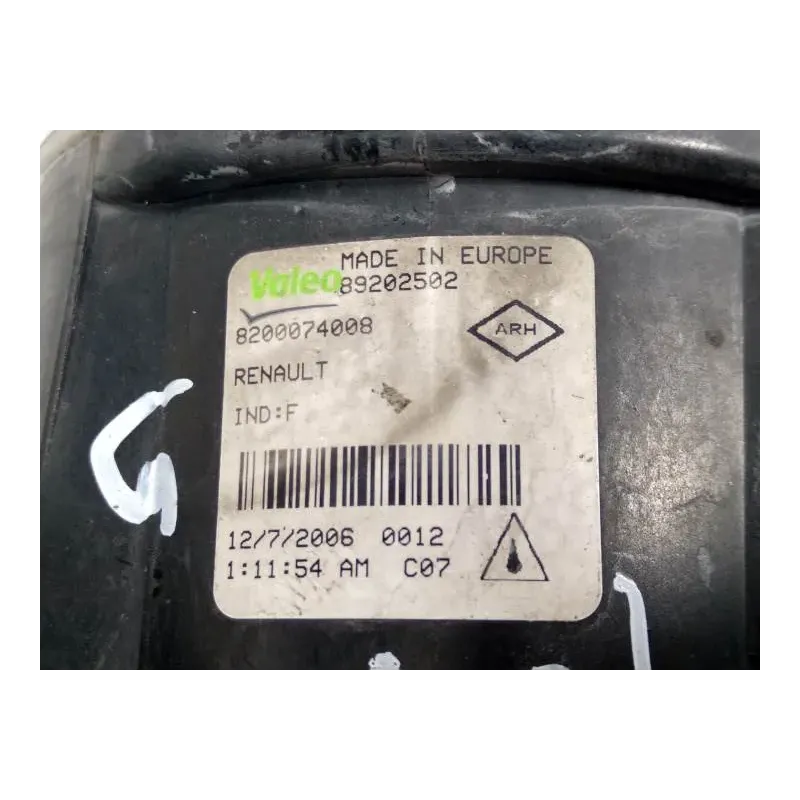 MADE IN EUROPE
Valeo 89202502
8200074008
ARH
RENAULT
IND:F
12/7/2006 0012
1:11:54 AM C07